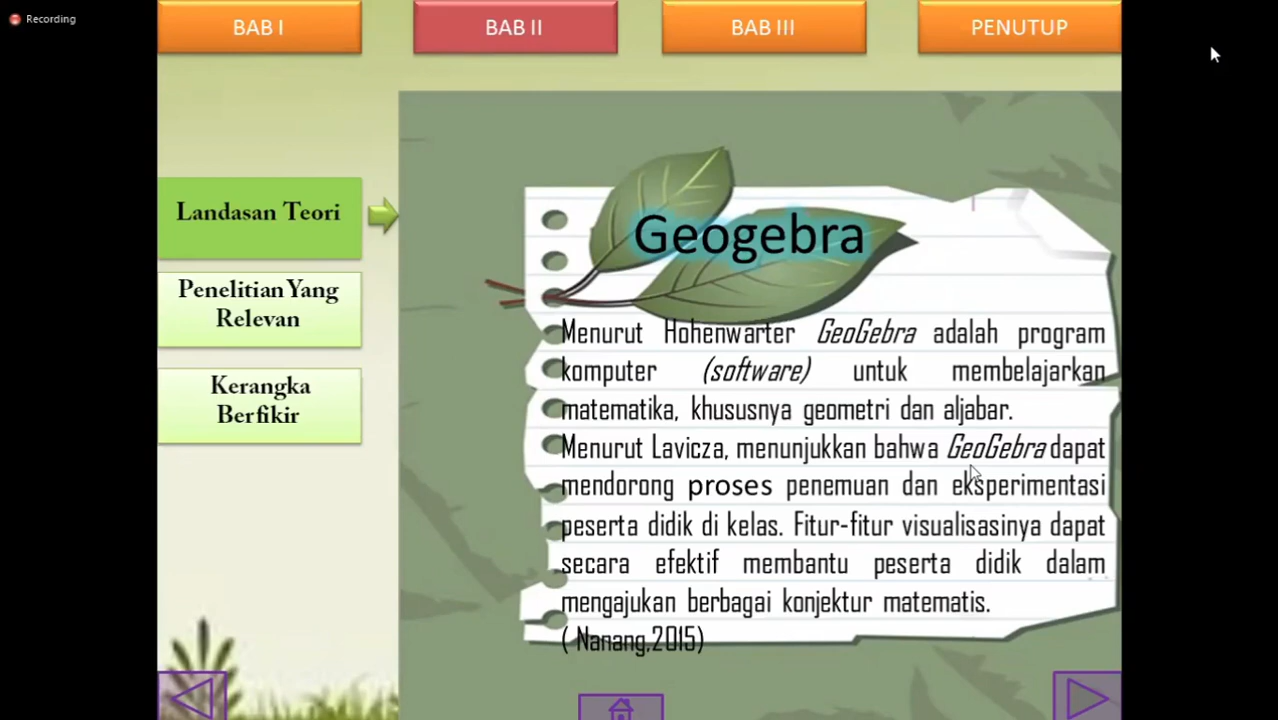 Recording
BAB I
BAB II
BAB III
PENUTUP
Landasan Teori
Penelitian Yang
Relevan
Kerangka
Berfikir
Geogebra
Menurut Hohenwarter GeoGebra adalah program
komputer (software) untuk membelajarkan
matematika, khususnya geometri dan aljabar.
Menurut Lavicza, menunjukkan bahwa GeoGebra dapat
mendorong proses penemuan dan eksperimentasi
peserta didik di kelas. Fitur-fitur visualisasinya dapat
secara efektif membantu peserta didik dalam
mengajukan berbagai konjektur matematis.
( Nanang,2015)